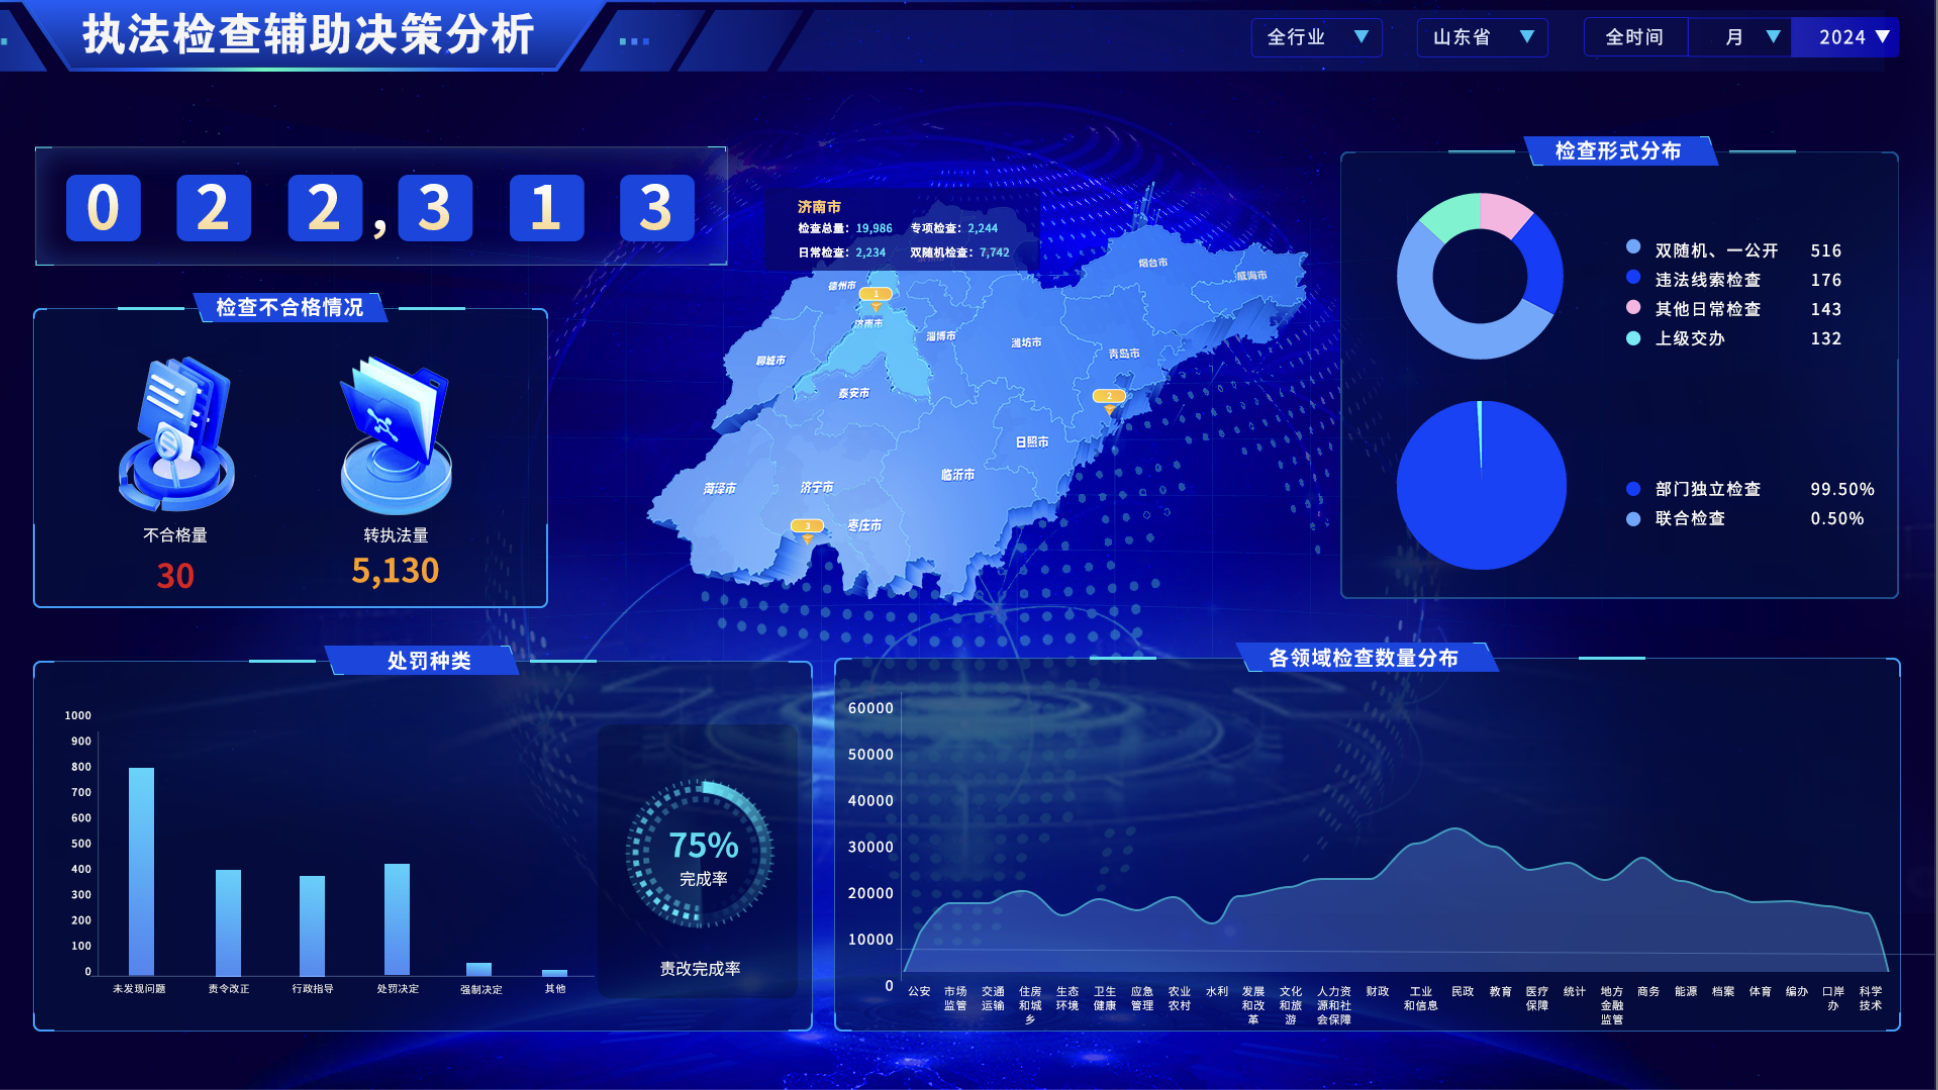 执法检查辅助决策分析
全行业
山东省
全时间
月
2024
022,313
检查不合格情况
不合格量
30
转执法量
5,130
济南市
检查总量：19,986 专项检查：2,244
日常检查：2,234 双随机检查：7,742
德州市
1
济南市
聊城市
淄博市
潍坊市
烟台市
威海市
青岛市
2
泰安市
日照市
临沂市
菏泽市
济宁市
3
枣庄市
检查形式分布
双随机、一公开 516
违法线索检查 176
其他日常检查 143
上级交办 132
部门独立检查 99.50%
联合检查 0.50%
处罚种类
1000
900
800
700
600
500
400
300
200
100
0
未发现问题
责令改正
行政指导
处罚决定
强制决定
其他
75%
完成率
责改完成率
各领域检查数量分布
60000
50000
40000
30000
20000
10000
0
公安
市场
监管
交通
运输
住房
和城
乡
生态
环境
卫生
健康
应急
管理
农业
农村
水利
发展
和改
革
文化
和旅
游
人力资
源和社
会保障
财政
工业
和信息
民政
教育
医疗
保障
统计
地方
金融
监管
商务
能源
档案
体育
编办
口岸
办
科学
技术